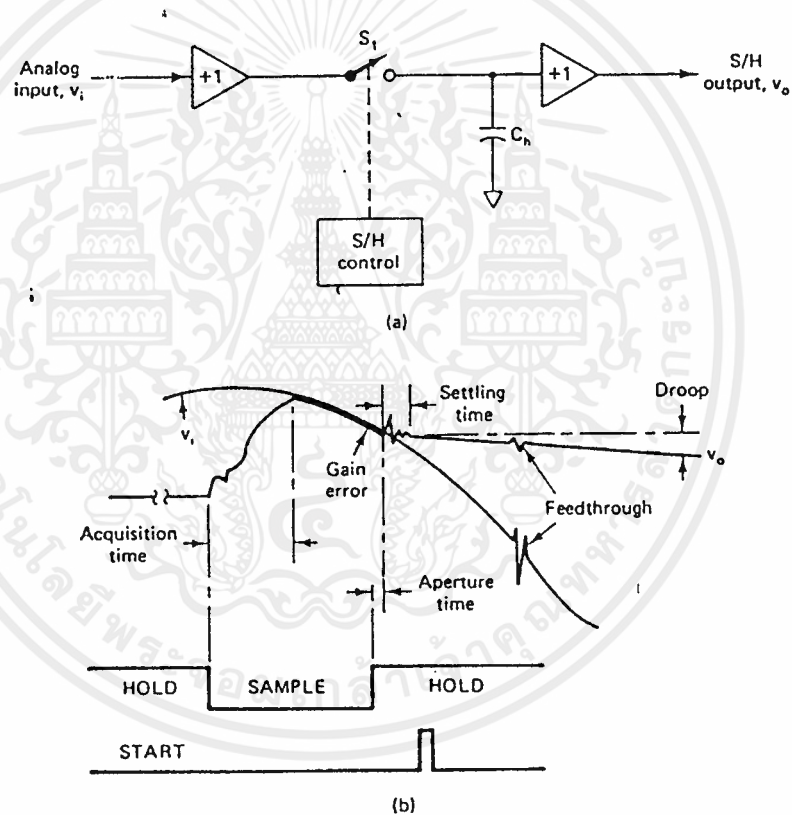 Analog
input, vᵢ
+1
S₁
+1
S/H
output, vₒ
Cₕ
S/H
control
(a)
vᵢ
Settling
time
Droop
vₒ
Gain
error
Feedthrough
Acquisition
time
Aperture
time
HOLD
SAMPLE
HOLD
START
(b)